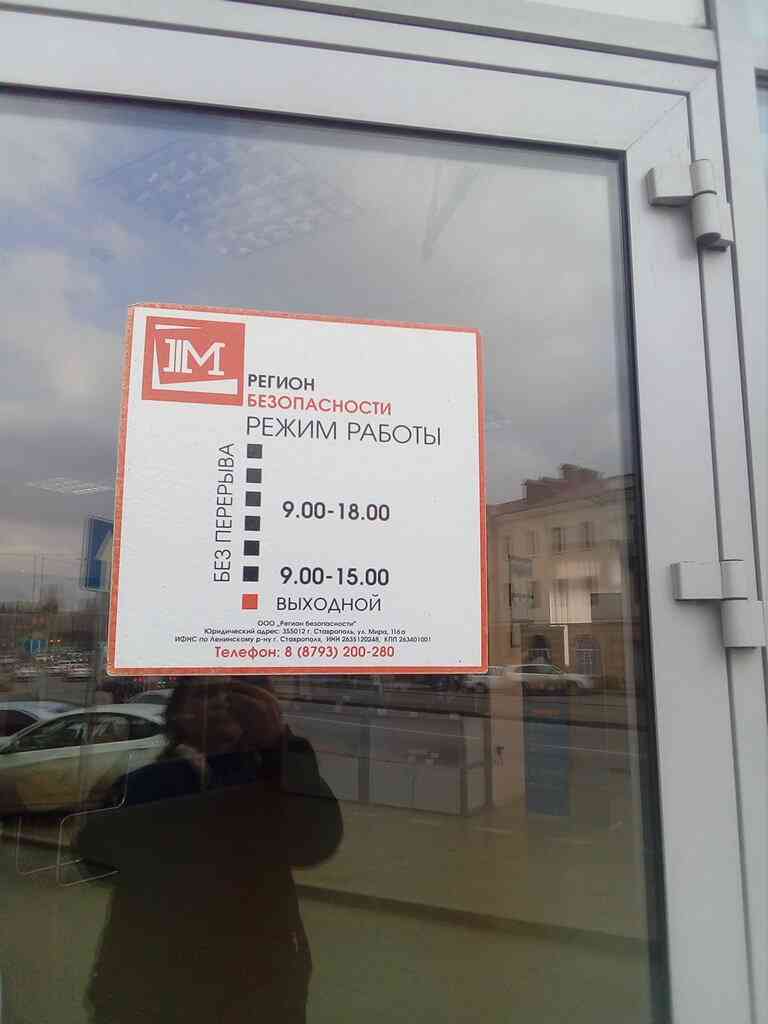 1М
РЕГИОН
БЕЗОПАСНОСТИ
РЕЖИМ РАБОТЫ
БЕЗ ПЕРЕРЫВА
9.00-18.00
9.00-15.00
ВЫХОДНОЙ
ООО „Регион безопасности"
Юридический адрес: 355012 г. Ставрополь, ул. Мира, 116а
ИФНС по Ленинскому р-ну г. Ставрополя, ИНН 2635120248, КПП 263401001
Телефон: 8 (8793) 200-280